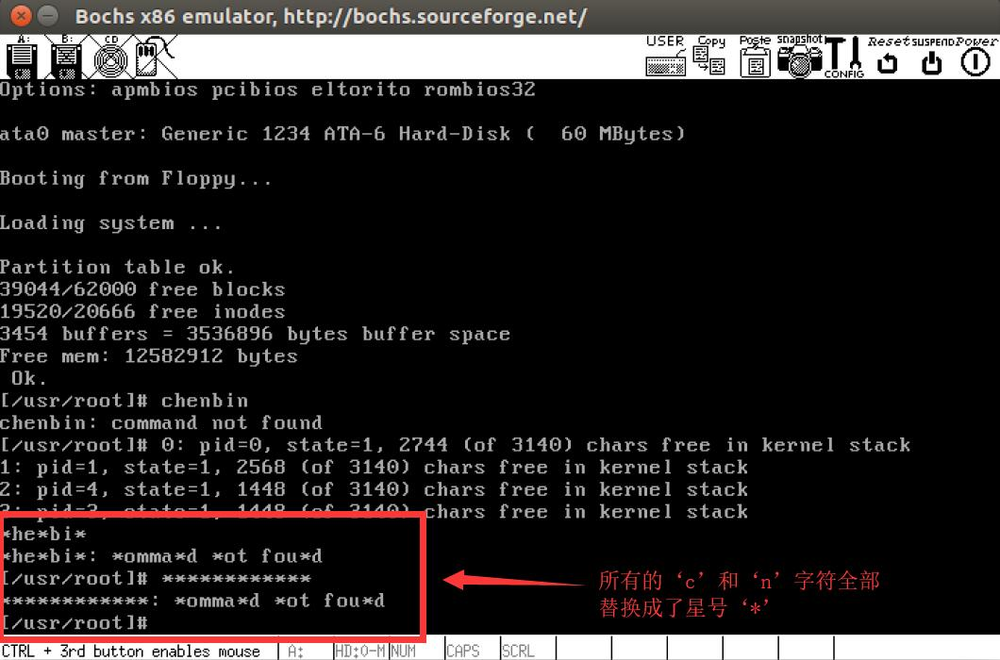 Bochs x86 emulator, http://bochs.sourceforge.net/
A: B: CD USER Copy Paste snapshot CONFIG Reset SUSPEND Power
Options: apmbios pcibios eltorito rombios32
ata0 master: Generic 1234 ATA-6 Hard-Disk (  60 MBytes)
Booting from Floppy...
Loading system ...
Partition table ok.
39044/62000 free blocks
19520/20666 free inodes
3454 buffers = 3536896 bytes buffer space
Free mem: 12582912 bytes
Ok.
[/usr/root]# chenbin
chenbin: command not found
[/usr/root]# 0: pid=0, state=1, 2744 (of 3140) chars free in kernel stack
1: pid=1, state=1, 2568 (of 3140) chars free in kernel stack
2: pid=4, state=1, 1448 (of 3140) chars free in kernel stack
3: pid=3, state=1, 1448 (of 3140) chars free in kernel stack
*he*bi*
*he*bi*: *omma*d *ot fou*d
[/usr/root]# ************
************: *omma*d *ot fou*d
[/usr/root]#
所有的‘c’和‘n’字符全部
替换成了星号‘*’
CTRL + 3rd button enables mouse A: HD:0-M NUM CAPS SCRL